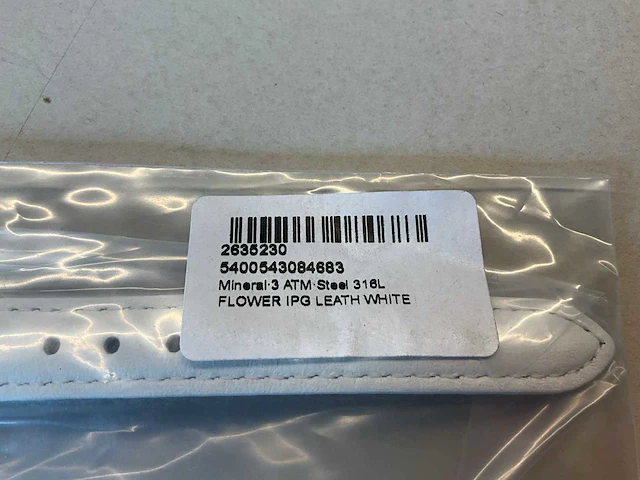 2635230
5400543084683
Mineral·3 ATM·Steel 316L
FLOWER IPG LEATH WHITE